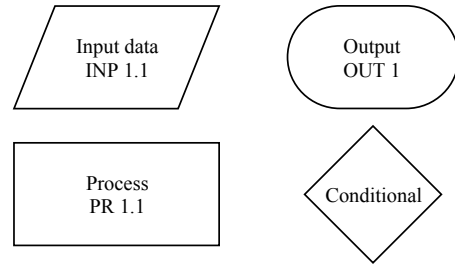 Input data
INP 1.1
Output
OUT 1
Process
PR 1.1
Conditional